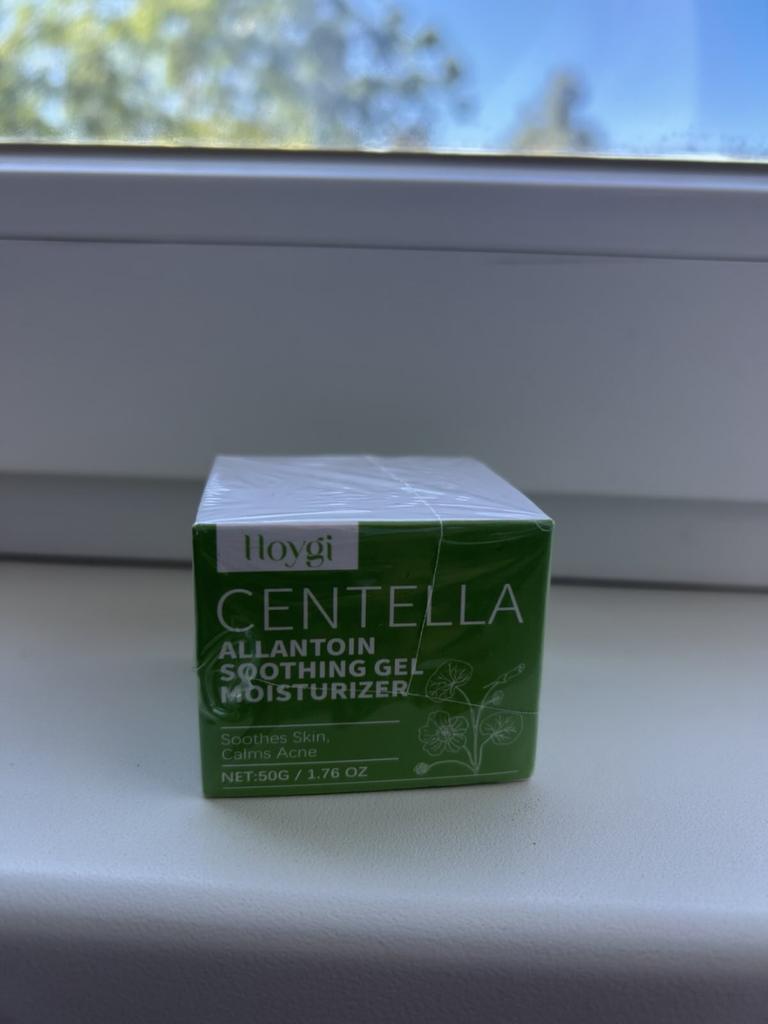 Hoygi
CENTELLA
ALLANTOIN
SOOTHING GEL
MOISTURIZER
Soothes Skin,
Calms Acne
NET:50G / 1.76 OZ